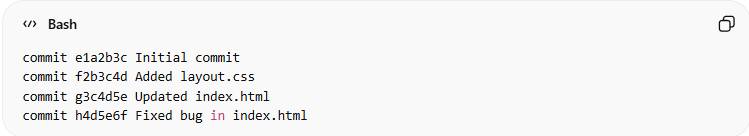 Bash
commit e1a2b3c Initial commit
commit f2b3c4d Added layout.css
commit g3c4d5e Updated index.html
commit h4d5e6f Fixed bug in index.html